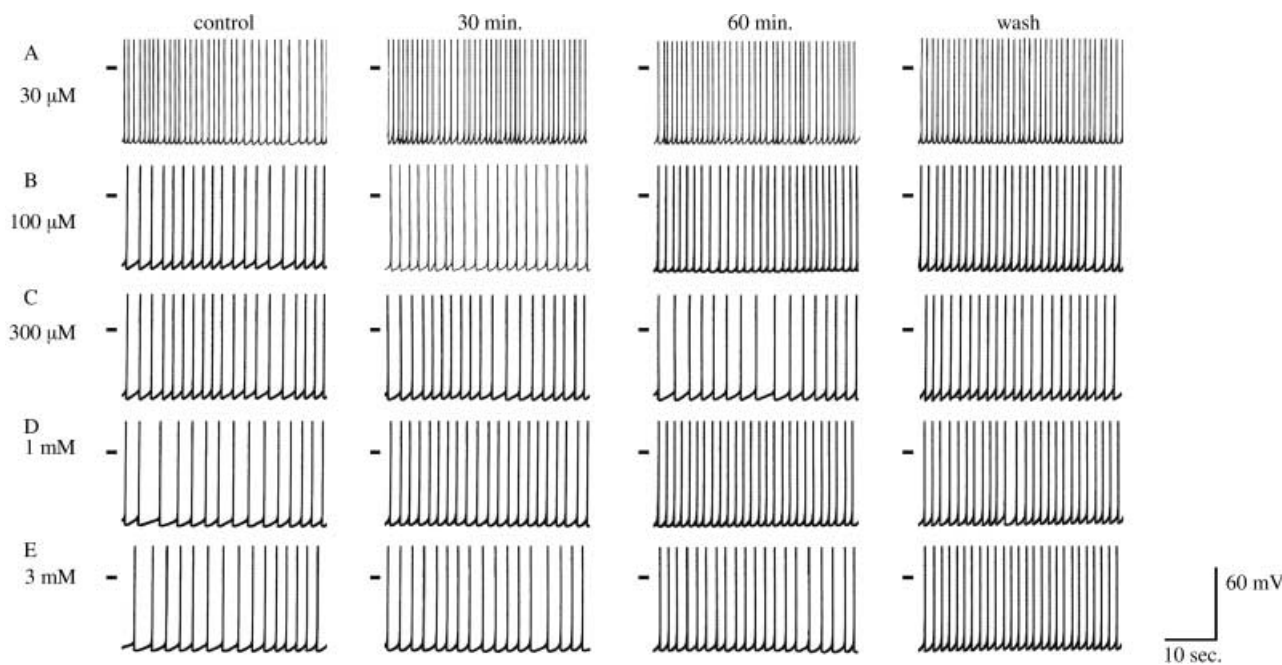 control 30 min. 60 min. wash
A
30 μM
B
100 μM
C
300 μM
D
1 mM
E
3 mM
60 mV
10 sec.